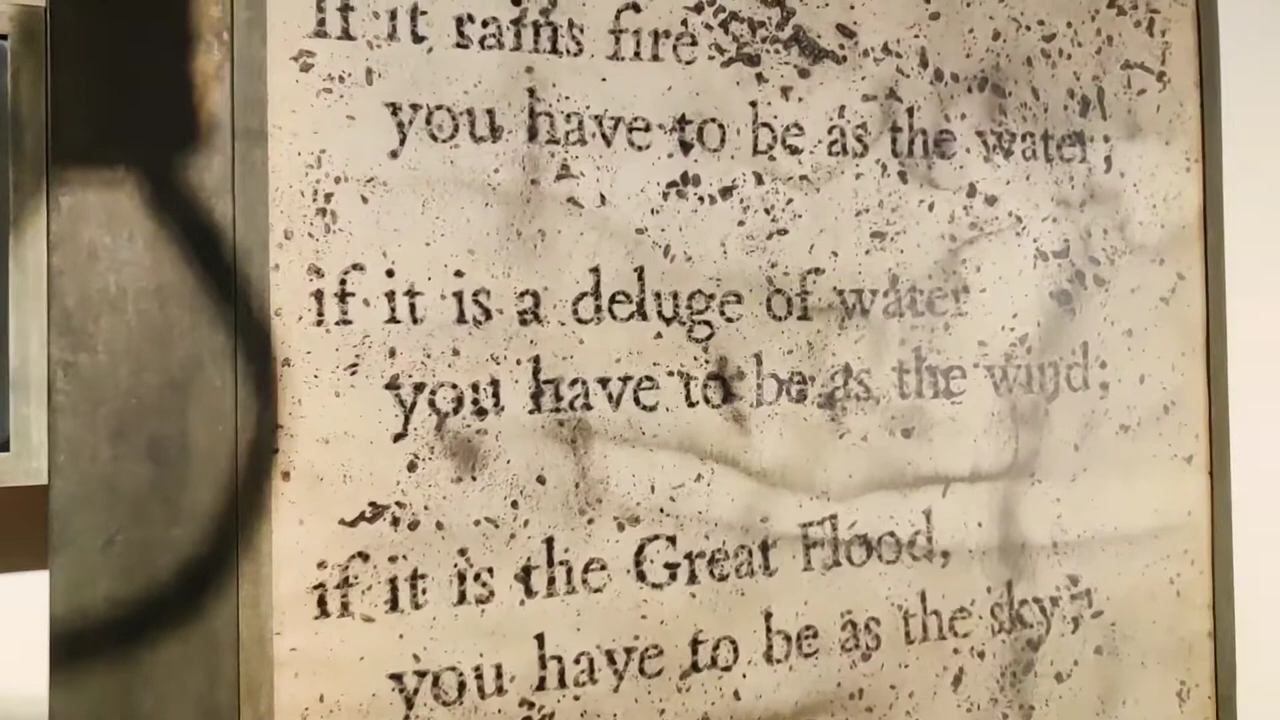 If it rains fire
you have to be as the water;
if it is a deluge of water
you have to be as the wind;
if it is the Great Flood,
you have to be as the sky;